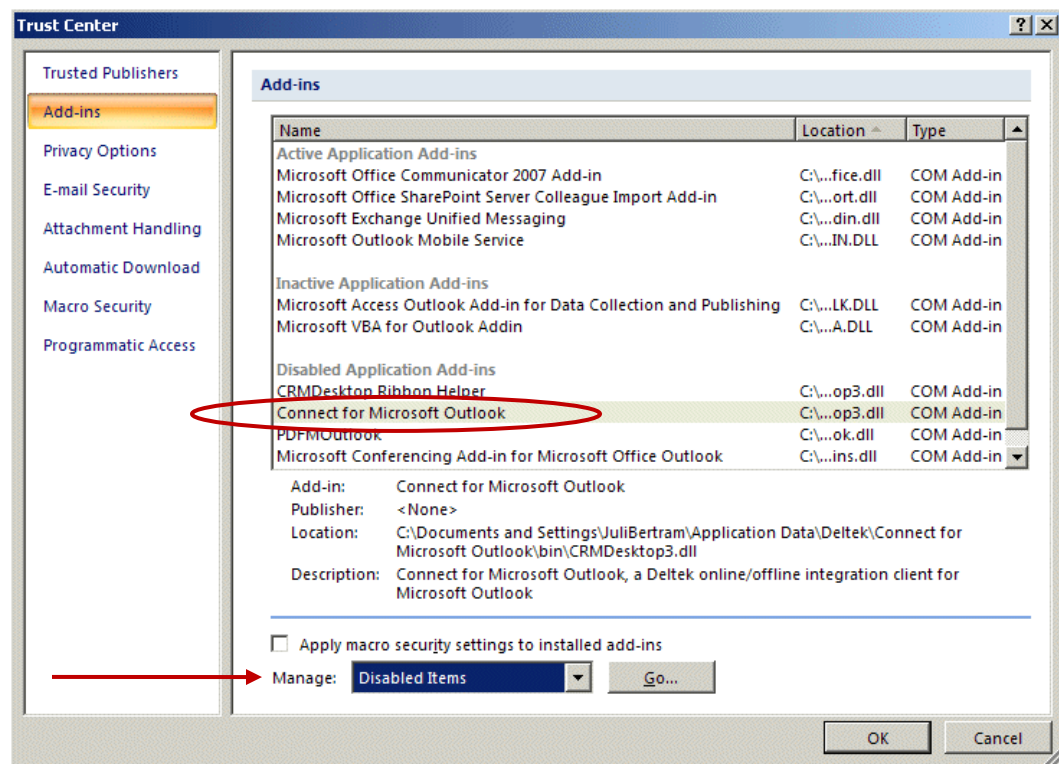 Trust Center
Trusted Publishers
Add-ins
Privacy Options
E-mail Security
Attachment Handling
Automatic Download
Macro Security
Programmatic Access
Add-ins
Name Location Type
Active Application Add-ins
Microsoft Office Communicator 2007 Add-in C:\...fice.dll COM Add-in
Microsoft Office SharePoint Server Colleague Import Add-in C:\...ort.dll COM Add-in
Microsoft Exchange Unified Messaging C:\...din.dll COM Add-in
Microsoft Outlook Mobile Service C:\...IN.DLL COM Add-in
Inactive Application Add-ins
Microsoft Access Outlook Add-in for Data Collection and Publishing C:\...LK.DLL COM Add-in
Microsoft VBA for Outlook Addin C:\...A.DLL COM Add-in
Disabled Application Add-ins
CRMDesktop Ribbon Helper C:\...op3.dll COM Add-in
Connect for Microsoft Outlook C:\...op3.dll COM Add-in
PDFMOutlook C:\...ok.dll COM Add-in
Microsoft Conferencing Add-in for Microsoft Office Outlook C:\...ins.dll COM Add-in
Add-in: Connect for Microsoft Outlook
Publisher: <None>
Location: C:\Documents and Settings\JuliBertram\Application Data\Deltek\Connect for
Microsoft Outlook\bin\CRMDesktop3.dll
Description: Connect for Microsoft Outlook, a Deltek online/offline integration client for
Microsoft Outlook
Apply macro security settings to installed add-ins
Manage: Disabled Items Go...
OK Cancel